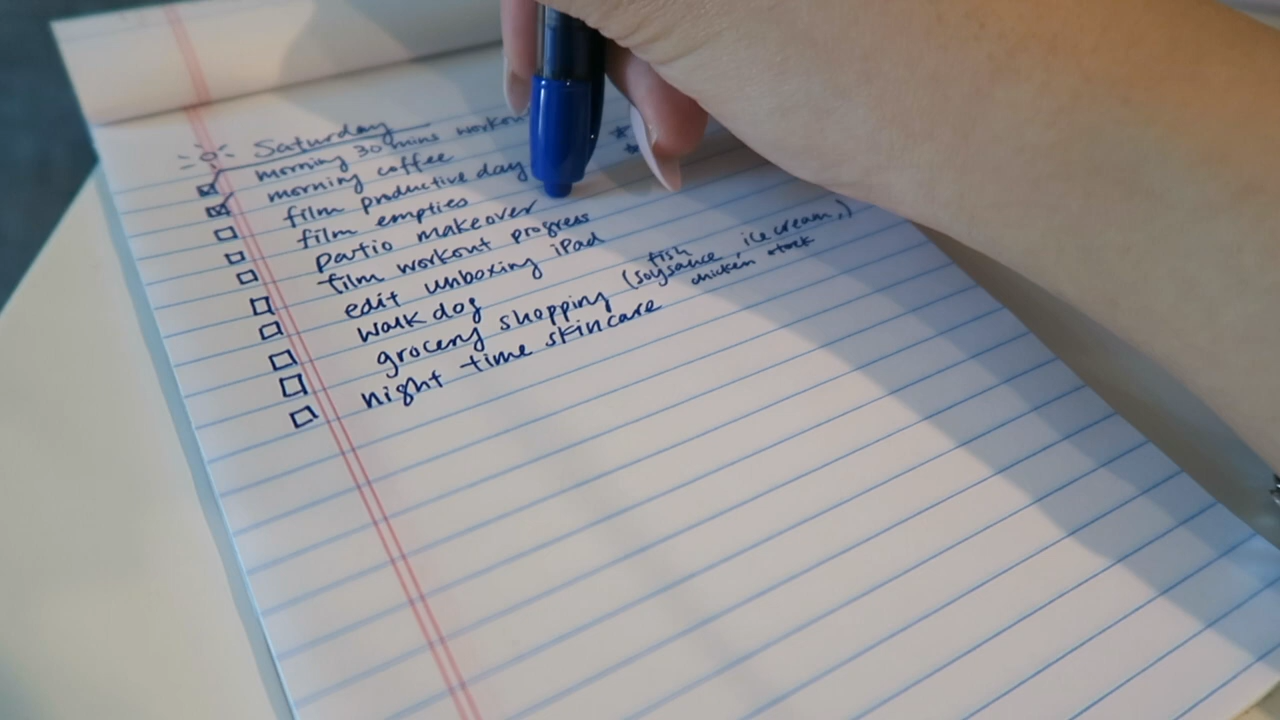 Saturday
morning 30 mins
morning coffee
film productive day
film empties
patio makeover
film workout progress
edit unboxing iPad
walk dog
fish
grocery shopping (soysauce, ice cream,)
chicken stock
night time skincare